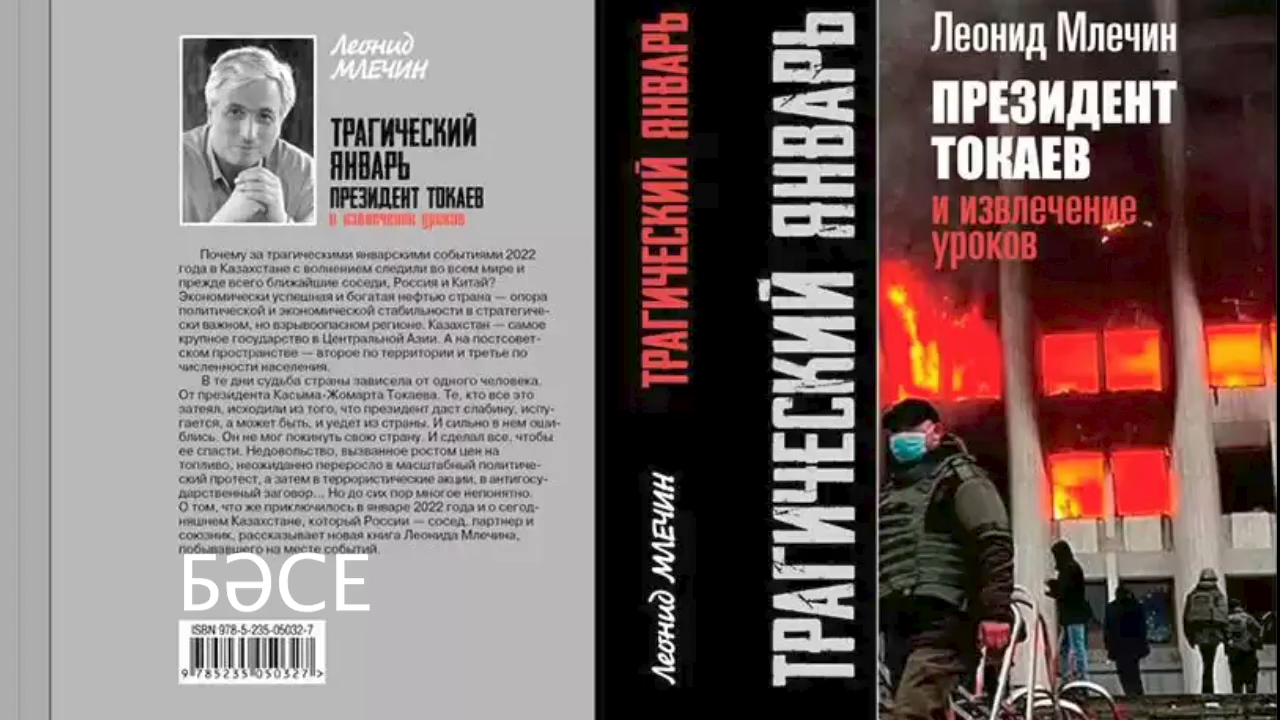 Леонид
МЛЕЧИН
ТРАГИЧЕСКИЙ
ЯНВАРЬ
ПРЕЗИДЕНТ ТОКАЕВ
и извлечение уроков
Почему за трагическими январскими событиями 2022
года в Казахстане с волнением следили во всем мире и
прежде всего ближайшие соседи, Россия и Китай?
Экономически успешная и богатая нефтью страна — опора
политической и экономической стабильности в стратегиче-
ски важном, но взрывоопасном регионе. Казахстан — самое
крупное государство в Центральной Азии. А на постсовет-
ском пространстве — второе по территории и третье по
численности населения.
В те дни судьба страны зависела от одного человека.
От президента Касыма-Жомарта Токаева. Те, кто все это
затеял, исходили из того, что президент даст слабину, испу-
гается, а может быть, и уедет из страны. И сильно в нем оши-
блись. Он не мог покинуть свою страну. И сделал все, чтобы
ее спасти. Недовольство, вызванное ростом цен на
топливо, неожиданно переросло в масштабный политиче-
ский протест, а затем в террористические акции, в антигосу-
дарственный заговор... Но до сих пор многое непонятно.
О том, что же приключилось в январе 2022 года и о сегод-
няшнем Казахстане, который России — сосед, партнер и
союзник, рассказывает новая книга Леонида Млечина,
побывавшего на месте событий.
БӘСЕ
ISBN 978-5-235-05032-7
9 785235 050327 >
Леонид МЛЕЧИН
ТРАГИЧЕСКИЙ ЯНВАРЬ
ТРАГИЧЕСКИЙ ЯНВАРЬ
Леонид Млечин
ПРЕЗИДЕНТ
ТОКАЕВ
и извлечение
уроков